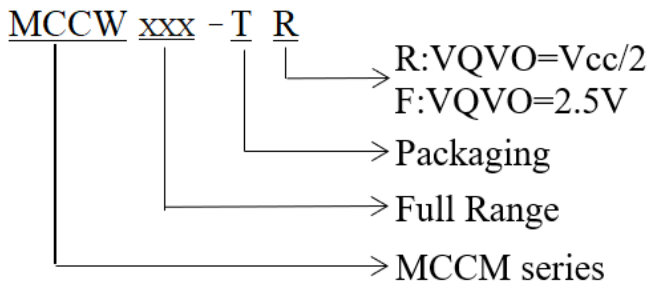 MCCW xxx - T R
R:VQVO=Vcc/2
F:VQVO=2.5V
Packaging
Full Range
MCCM series